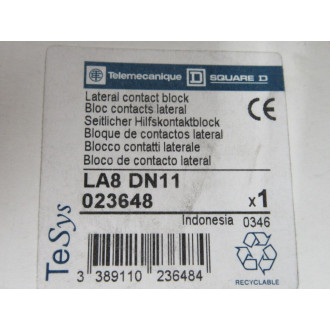 Telemecanique D SQUARE D
Lateral contact block
Bloc contacts lateral
Seitlicher Hilfskontaktblock
Bloque de contactos lateral
Blocco contatti laterale
Bloco de contacto lateral
CE
LA8 DN11
023648 x1
Indonesia 0346
TeSys
3 389110 236484
RECYCLABLE